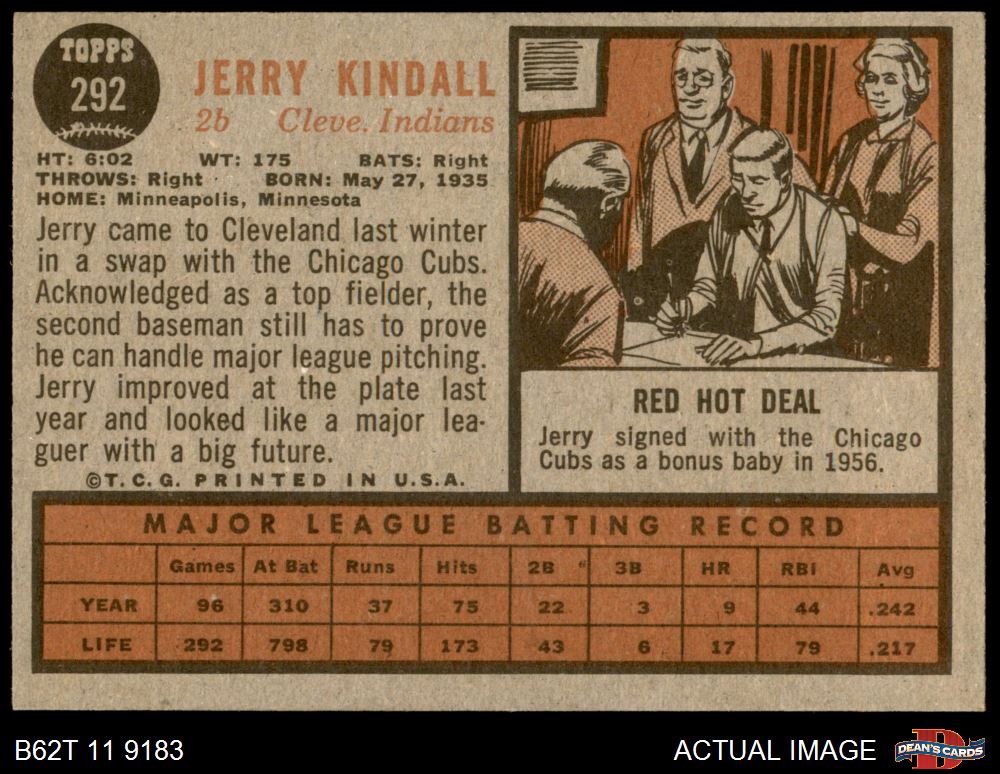 TOPPS
292
JERRY KINDALL
2b Cleve. Indians
HT: 6:02 WT: 175 BATS: Right
THROWS: Right BORN: May 27, 1935
HOME: Minneapolis, Minnesota
Jerry came to Cleveland last winter
in a swap with the Chicago Cubs.
Acknowledged as a top fielder, the
second baseman still has to prove
he can handle major league pitching.
Jerry improved at the plate last
year and looked like a major lea-
guer with a big future.
©T.C.G. PRINTED IN U.S.A.
RED HOT DEAL
Jerry signed with the Chicago
Cubs as a bonus baby in 1956.
MAJOR LEAGUE BATTING RECORD
Games At Bat Runs Hits 2B 3B HR RBI Avg
YEAR 96 310 37 75 22 3 9 44 .242
LIFE 292 798 79 173 43 6 17 79 .217
B62T 11 9183
ACTUAL IMAGE
D
DEAN'S CARDS